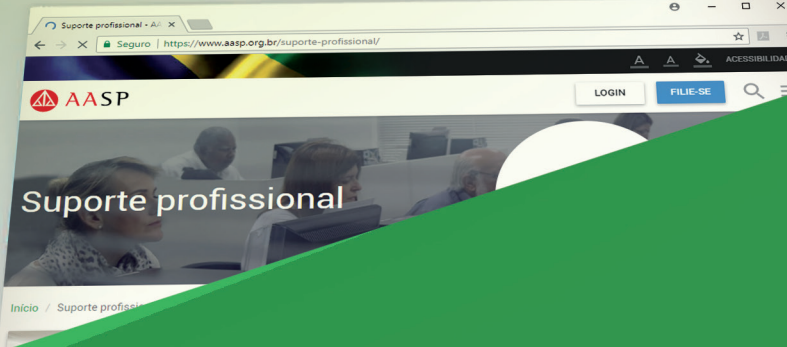 Suporte profissional - AA
Seguro | https://www.aasp.org.br/suporte-profissional/
A A ACESSIBILIDA
AASP
LOGIN
FILIE-SE
Suporte profissional
Início / Suporte profissi